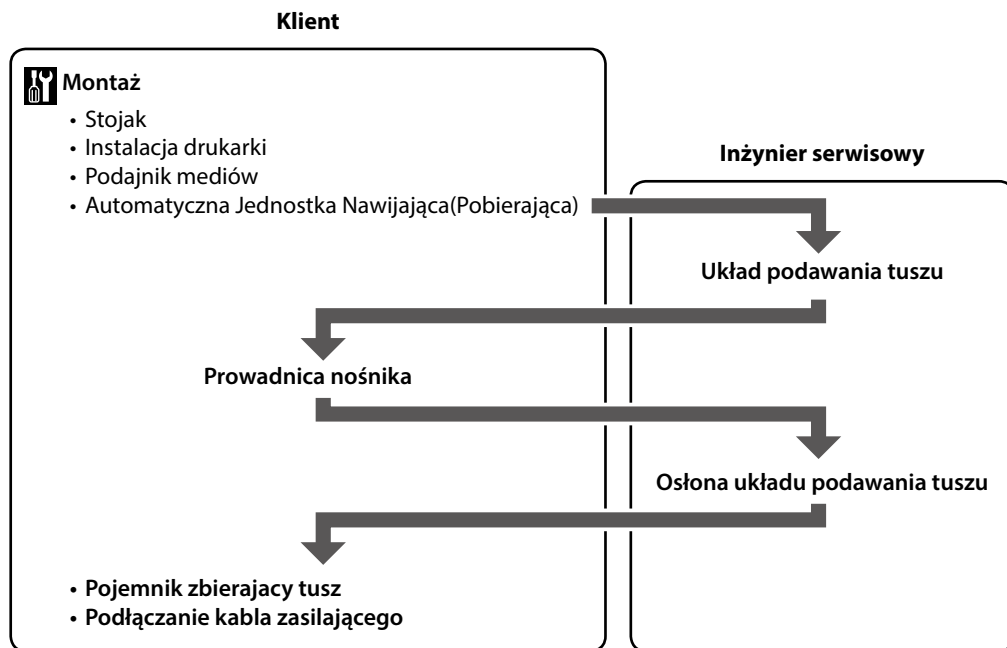 Klient
Montaż
• Stojak
• Instalacja drukarki
• Podajnik mediów
• Automatyczna Jednostka Nawijająca(Pobierająca)
Inżynier serwisowy
Układ podawania tuszu
Prowadnica nośnika
Osłona układu podawania tuszu
• Pojemnik zbierajacy tusz
• Podłączanie kabla zasilającego